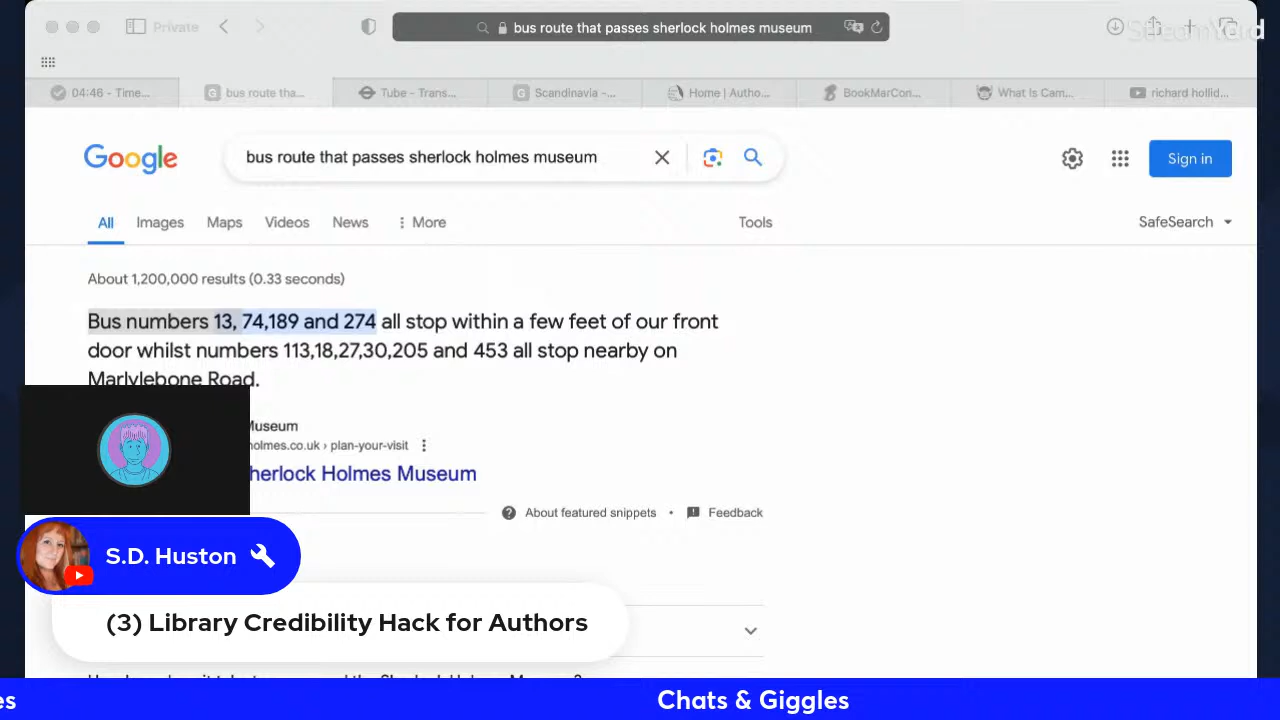 Private
bus route that passes sherlock holmes museum
StreamYard
04:46 - Time...
bus route tha...
Tube - Trans...
Scandinavia -...
Home | Autho...
BookMarCon...
What Is Cam...
richard hollid...
Google
bus route that passes sherlock holmes museum
Sign in
All
Images
Maps
Videos
News
More
Tools
SafeSearch
About 1,200,000 results (0.33 seconds)
Bus numbers 13, 74,189 and 274 all stop within a few feet of our front
door whilst numbers 113,18,27,30,205 and 453 all stop nearby on
Marlylebone Road.
Museum
holmes.co.uk › plan-your-visit
herlock Holmes Museum
About featured snippets • Feedback
S.D. Huston
(3) Library Credibility Hack for Authors
es
Chats & Giggles